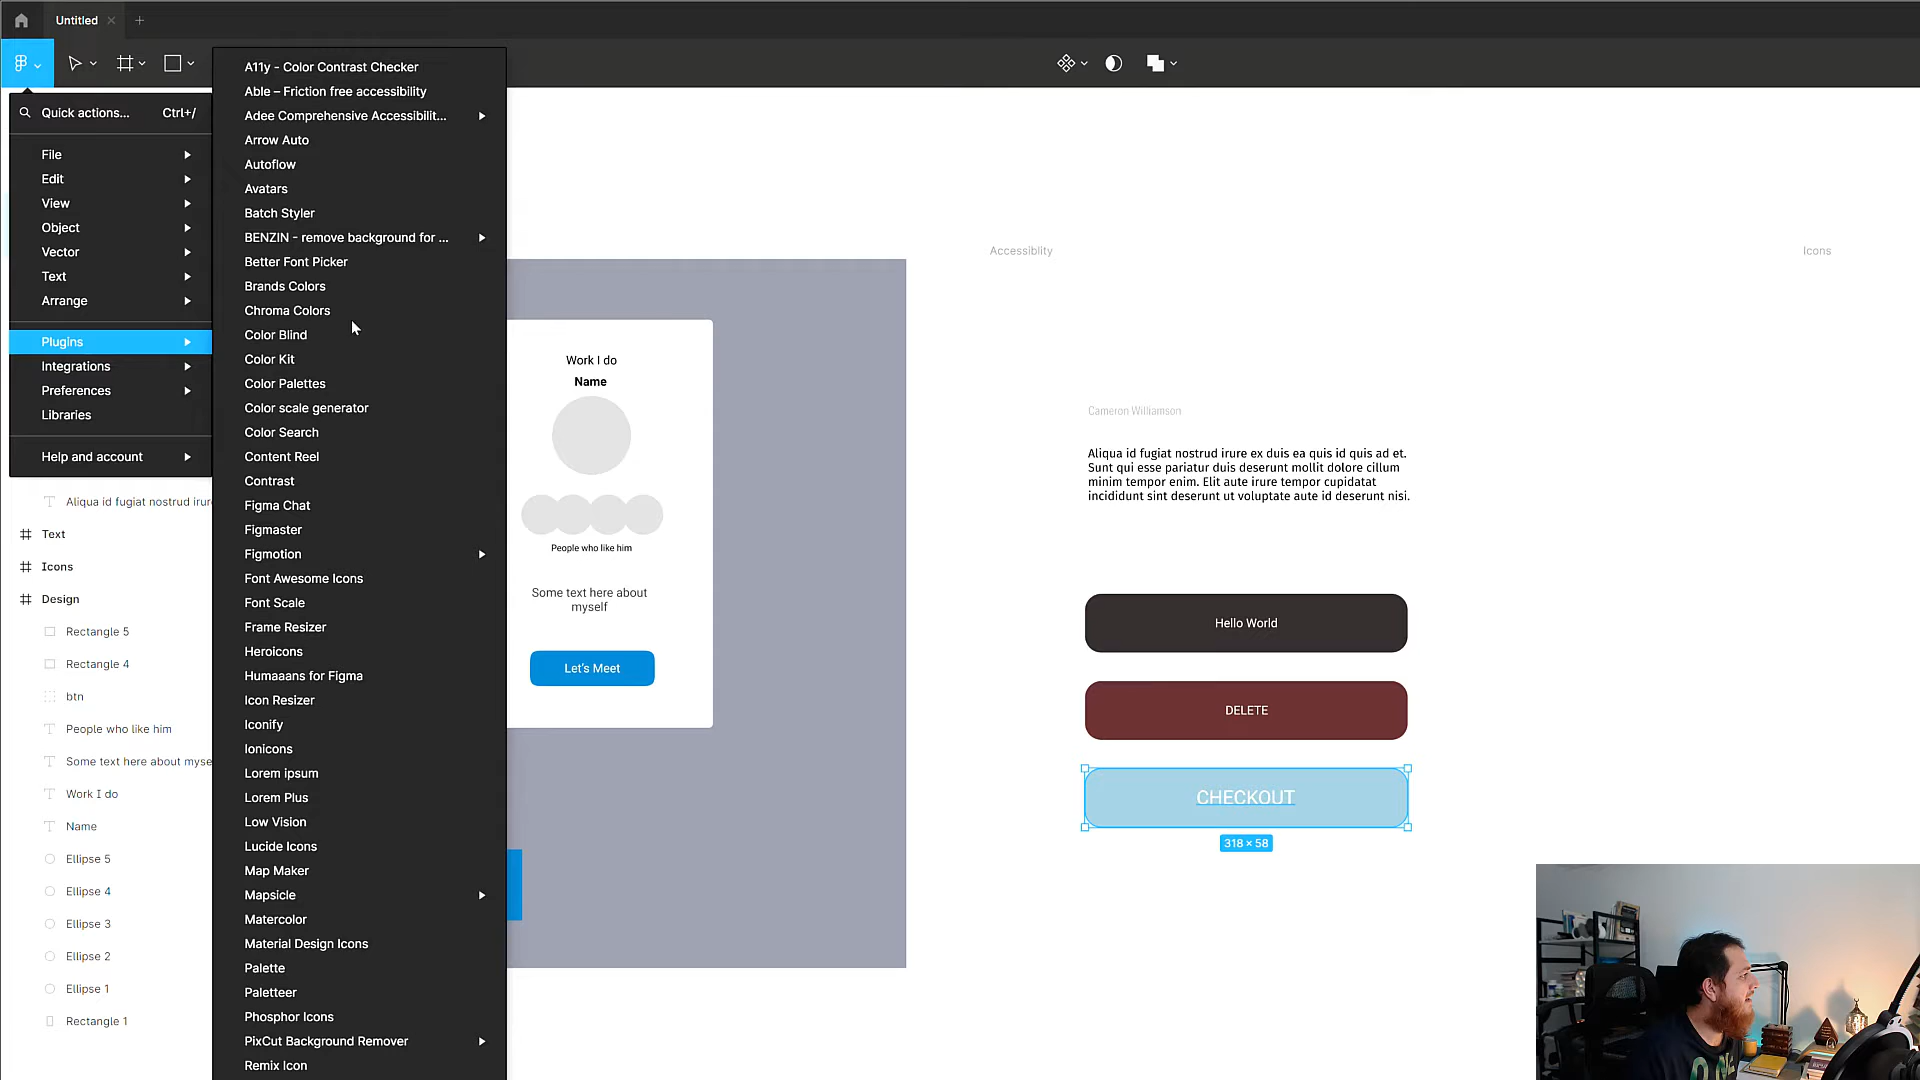 Untitled
Quick actions...
Ctrl+/
File
Edit
View
Object
Vector
Text
Arrange
Plugins
Integrations
Preferences
Libraries
Help and account
Aliqua id fugiat nostrud irure
Text
Icons
Design
Rectangle 5
Rectangle 4
btn
People who like him
Some text here about myse
Work I do
Name
Ellipse 5
Ellipse 4
Ellipse 3
Ellipse 2
Ellipse 1
Rectangle 1
A11y - Color Contrast Checker
Able – Friction free accessibility
Adee Comprehensive Accessibilit...
Arrow Auto
Autoflow
Avatars
Batch Styler
BENZIN - remove background for ...
Better Font Picker
Brands Colors
Chroma Colors
Color Blind
Color Kit
Color Palettes
Color scale generator
Color Search
Content Reel
Contrast
Figma Chat
Figmaster
Figmotion
Font Awesome Icons
Font Scale
Frame Resizer
Heroicons
Humaaans for Figma
Icon Resizer
Iconify
Ionicons
Lorem ipsum
Lorem Plus
Low Vision
Lucide Icons
Map Maker
Mapsicle
Matercolor
Material Design Icons
Palette
Paletteer
Phosphor Icons
PixCut Background Remover
Remix Icon
Work I do
Name
People who like him
Some text here about
myself
Let's Meet
Accessiblity
Icons
Cameron Williamson
Aliqua id fugiat nostrud irure ex duis ea quis id quis ad et.
Sunt qui esse pariatur duis deserunt mollit dolore cillum
minim tempor enim. Elit aute irure tempor cupidatat
incididunt sint deserunt ut voluptate aute id deserunt nisi.
Hello World
DELETE
CHECKOUT
318 × 58